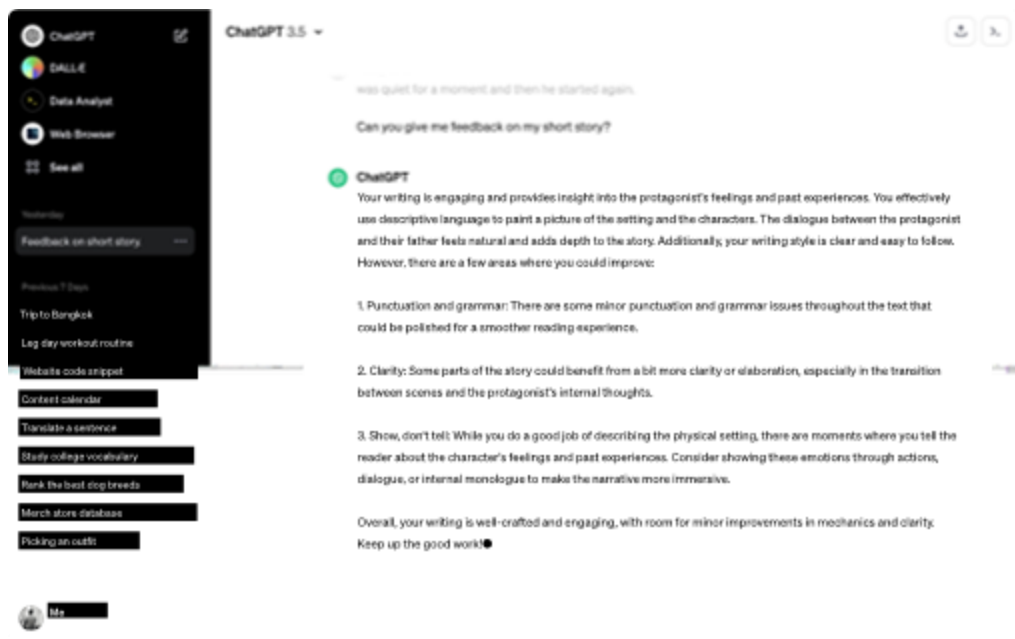 ChatGPT
DALL·E
Data Analyst
Web Browser
See all
Yesterday
Feedback on short story
Previous 7 Days
Trip to Bangkok
Leg day workout routine
Website code snippet
Content calendar
Translate a sentence
Study college vocabulary
Rank the best dog breeds
Merch store database
Picking an outfit
Me
ChatGPT 3.5
was quiet for a moment and then he started again.
Can you give me feedback on my short story?
ChatGPT
Your writing is engaging and provides insight into the protagonist's feelings and past experiences. You effectively
use descriptive language to paint a picture of the setting and the characters. The dialogue between the protagonist
and their father feels natural and adds depth to the story. Additionally, your writing style is clear and easy to follow.
However, there are a few areas where you could improve:
1. Punctuation and grammar: There are some minor punctuation and grammar issues throughout the text that
could be polished for a smoother reading experience.
2. Clarity: Some parts of the story could benefit from a bit more clarity or elaboration, especially in the transition
between scenes and the protagonist's internal thoughts.
3. Show, don't tell: While you do a good job of describing the physical setting, there are moments where you tell the
reader about the character's feelings and past experiences. Consider showing these emotions through actions,
dialogue, or internal monologue to make the narrative more immersive.
Overall, your writing is well-crafted and engaging, with room for minor improvements in mechanics and clarity.
Keep up the good work!